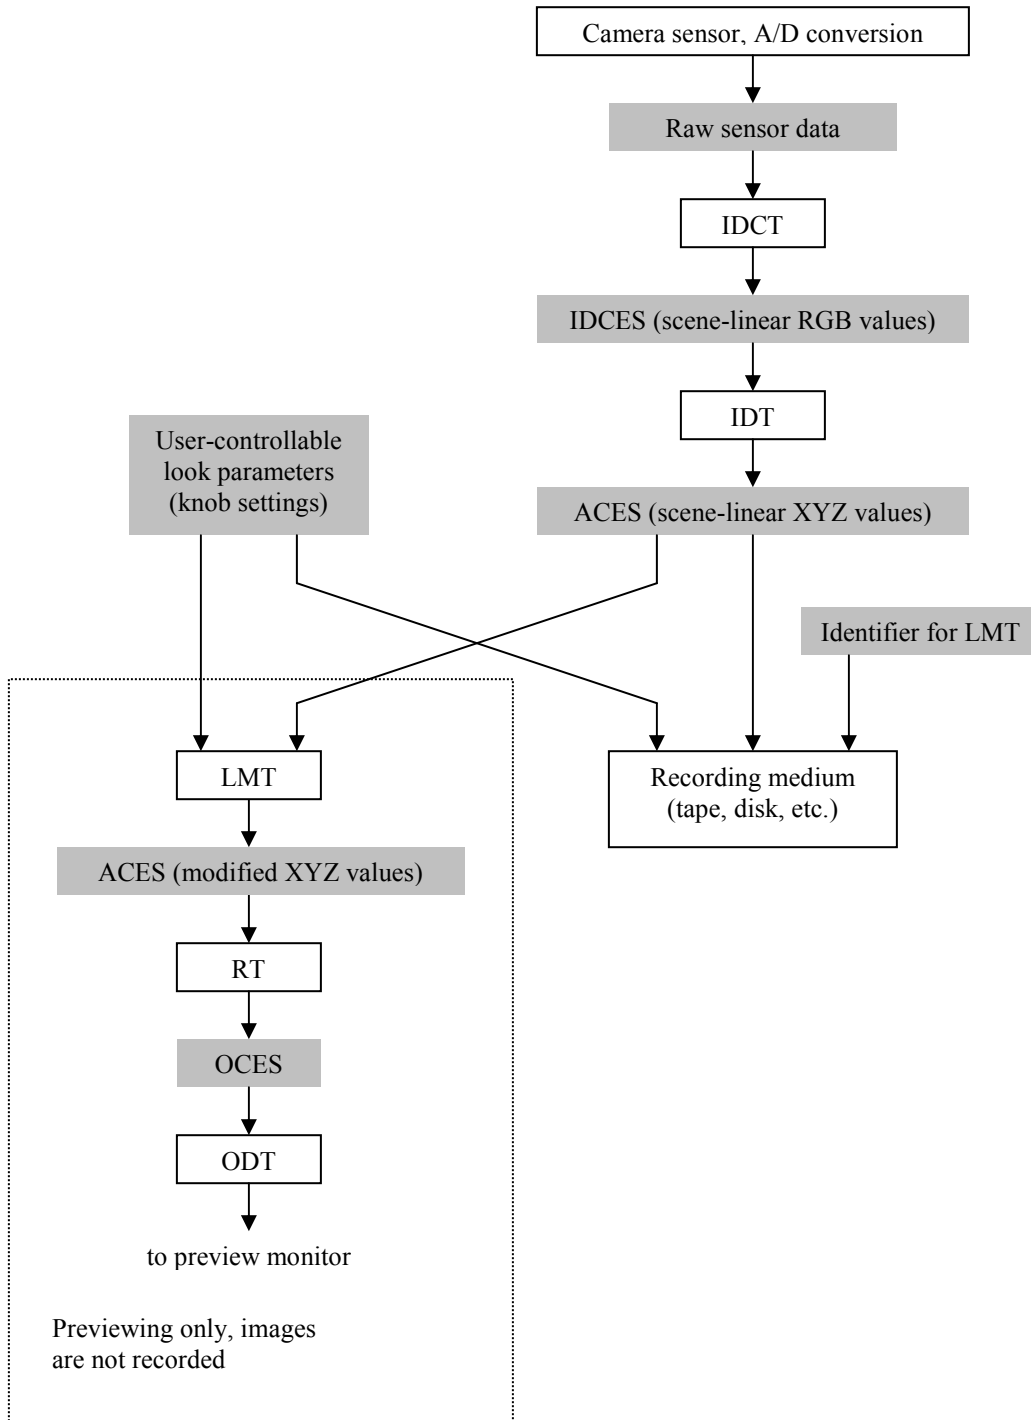 Camera sensor, A/D conversion
Raw sensor data
IDCT
IDCES (scene-linear RGB values)
IDT
User-controllable
look parameters
(knob settings)
ACES (scene-linear XYZ values)
Identifier for LMT
LMT
Recording medium
(tape, disk, etc.)
ACES (modified XYZ values)
RT
OCES
ODT
to preview monitor
Previewing only, images
are not recorded